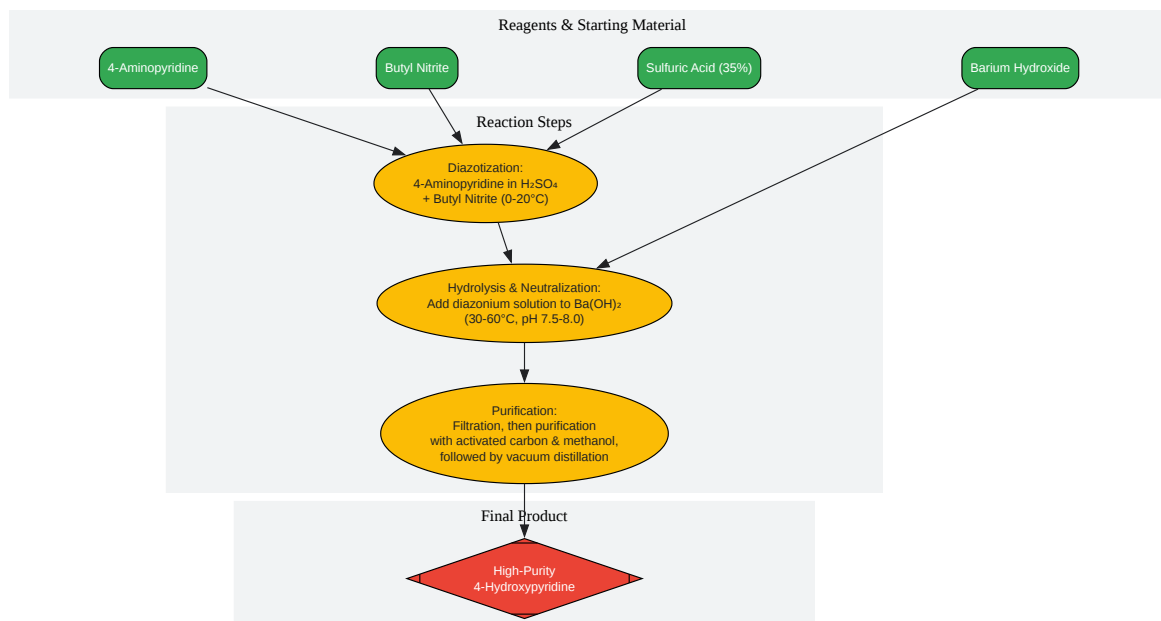 Reagents & Starting Material
4-Aminopyridine
Butyl Nitrite
Sulfuric Acid (35%)
Barium Hydroxide
Reaction Steps
Diazotization:
4-Aminopyridine in H₂SO₄
+ Butyl Nitrite (0-20°C)
Hydrolysis & Neutralization:
Add diazonium solution to Ba(OH)₂
(30-60°C, pH 7.5-8.0)
Purification:
Filtration, then purification
with activated carbon & methanol,
followed by vacuum distillation
Final Product
High-Purity
4-Hydroxypyridine